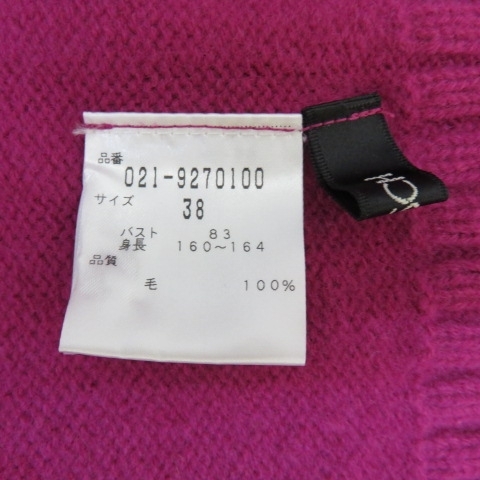 品番
021-9270100
サイズ 38
バスト 83
身長 160～164
品質
毛 100%